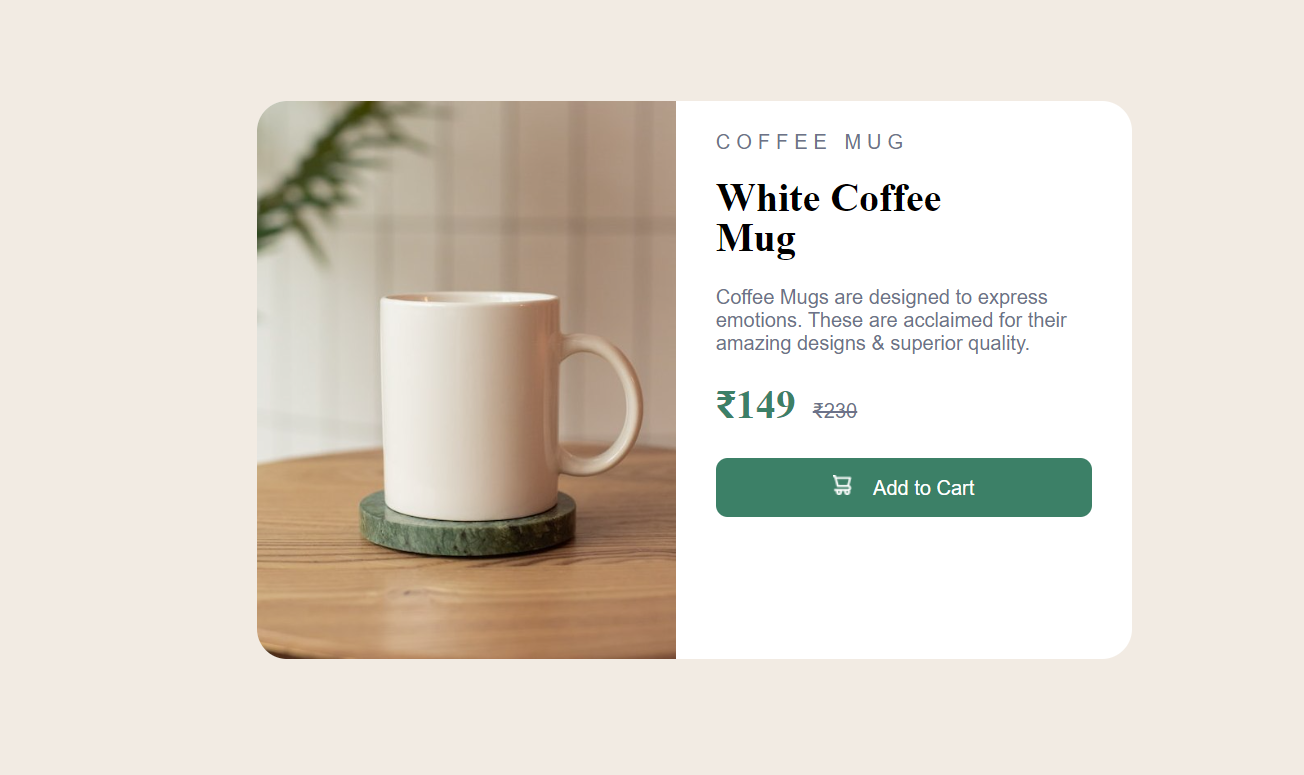 COFFEE MUG
White Coffee
Mug
Coffee Mugs are designed to express
emotions. These are acclaimed for their
amazing designs & superior quality.
₹149 ₹230
Add to Cart